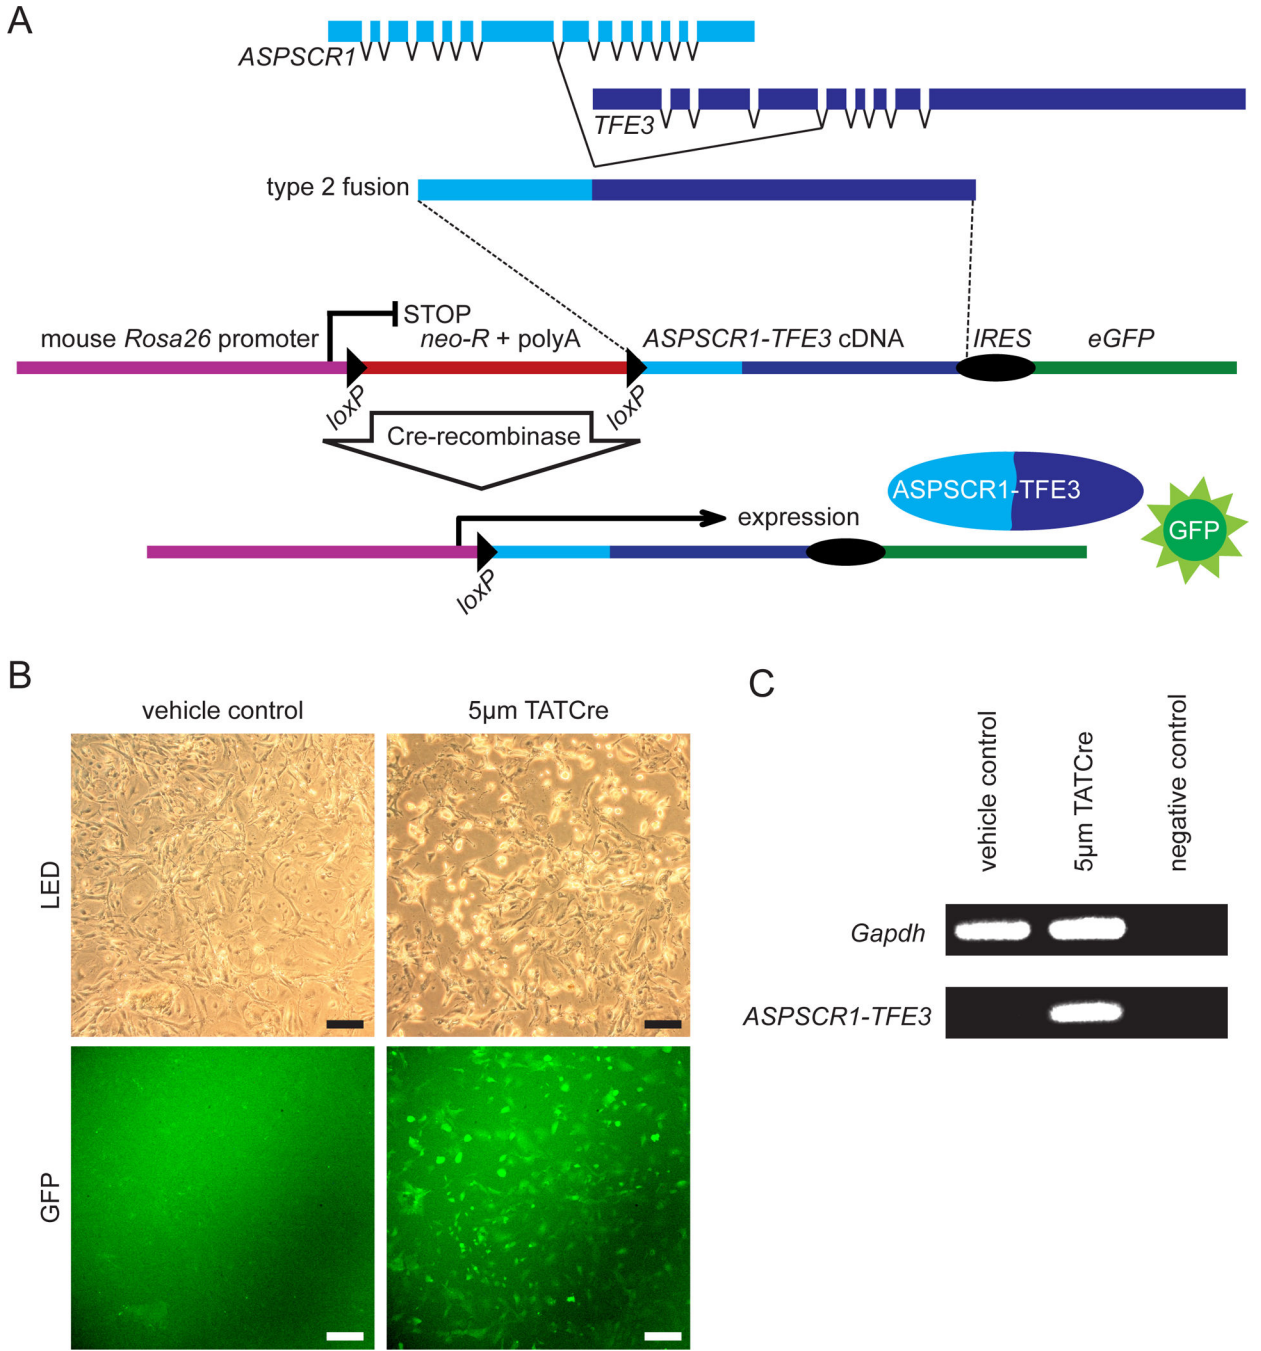 A
ASPSCR1
TFE3
type 2 fusion
STOP
mouse Rosa26 promoter
neo-R + polyA
ASPSCR1-TFE3 cDNA
IRES
eGFP
loxP
loxP
Cre-recombinase
ASPSCR1-TFE3
expression
GFP
loxP
B
vehicle control
5µm TATCre
LED
GFP
C
vehicle control
5µm TATCre
negative control
Gapdh
ASPSCR1-TFE3